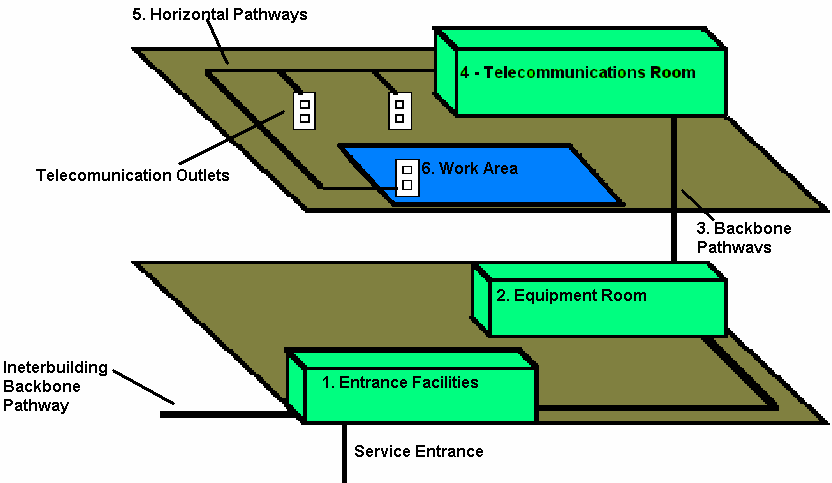 5. Horizontal Pathways
4 - Telecommunications Room
Telecomunication Outlets
6. Work Area
3. Backbone
Pathways
2. Equipment Room
Ineterbuilding
Backbone
Pathway
1. Entrance Facilities
Service Entrance